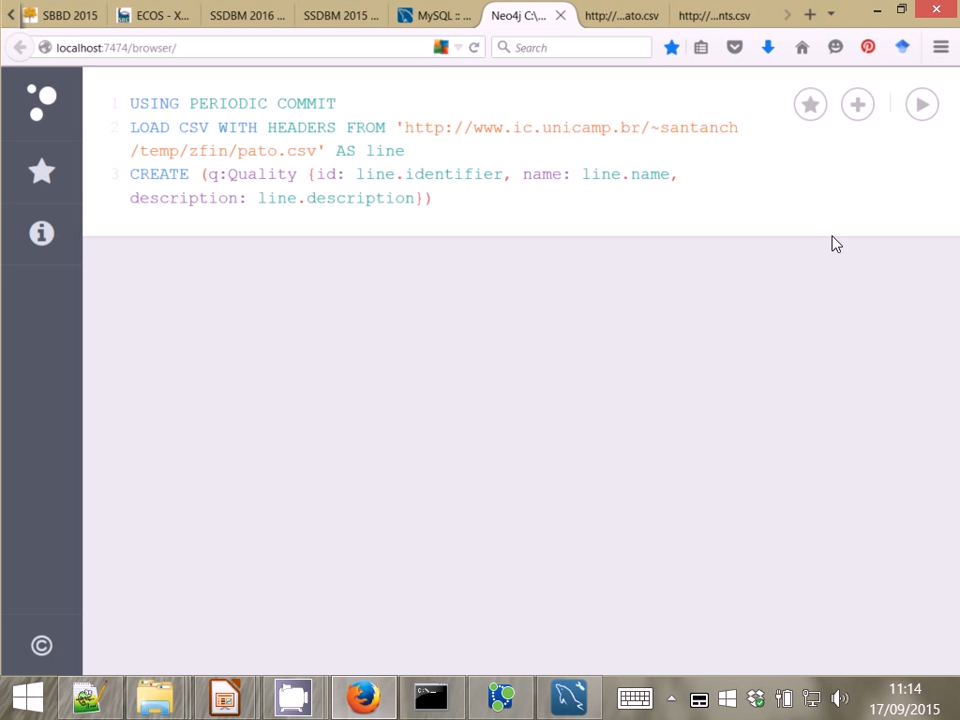 SBBD 2015
ECOS - X...
SSDBM 2016 ...
SSDBM 2015 ...
MySQL :: ...
Neo4j C:\...
http://...ato.csv
http://...nts.csv
localhost:7474/browser/
Search
1 USING PERIODIC COMMIT
2 LOAD CSV WITH HEADERS FROM 'http://www.ic.unicamp.br/~santanch
/temp/zfin/pato.csv' AS line
3 CREATE (q:Quality {id: line.identifier, name: line.name,
description: line.description})
©
11:14
17/09/2015